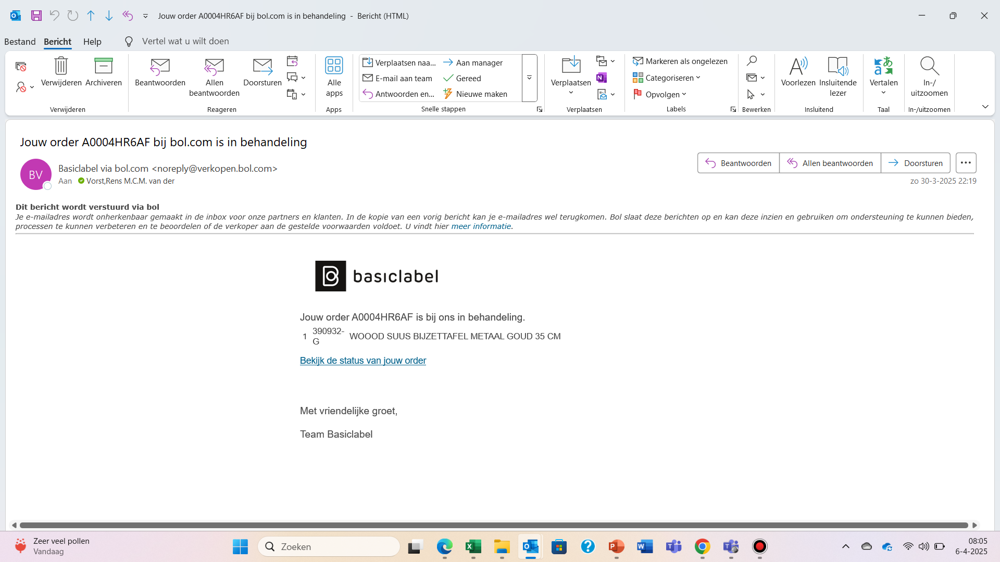 Jouw order A0004HR6AF bij bol.com is in behandeling - Bericht (HTML)
Bestand Bericht Help Vertel wat u wilt doen
Verwijderen Archiveren
Verwijderen
Beantwoorden Allen beantwoorden Doorsturen
Reageren
Alle apps
Apps
Verplaatsen naa... Aan manager
E-mail aan team Gereed
Antwoorden en... Nieuwe maken
Snelle stappen
Verplaatsen
Verplaatsen
Markeren als ongelezen
Categoriseren
Opvolgen
Labels
Bewerken
Voorlezen Insluitende lezer
Insluitend
Vertalen
Taal
In-/ uitzoomen
In-/uitzoomen
Jouw order A0004HR6AF bij bol.com is in behandeling
BV
Basiclabel via bol.com <noreply@verkopen.bol.com>
Aan Vorst,Rens M.C.M. van der
Beantwoorden Allen beantwoorden Doorsturen
zo 30-3-2025 22:19
Dit bericht wordt verstuurd via bol
Je e-mailadres wordt onherkenbaar gemaakt in de inbox voor onze partners en klanten. In de kopie van een vorig bericht kan je e-mailadres wel terugkomen. Bol slaat deze berichten op en kan deze inzien en gebruiken om ondersteuning te kunnen bieden,
processen te kunnen verbeteren en te beoordelen of de verkoper aan de gestelde voorwaarden voldoet. U vindt hier meer informatie.
basiclabel
Jouw order A0004HR6AF is bij ons in behandeling.
1 390932-G WOOOD SUUS BIJZETTAFEL METAAL GOUD 35 CM
Bekijk de status van jouw order
Met vriendelijke groet,
Team Basiclabel
Zeer veel pollen
Vandaag
Zoeken
08:05
6-4-2025